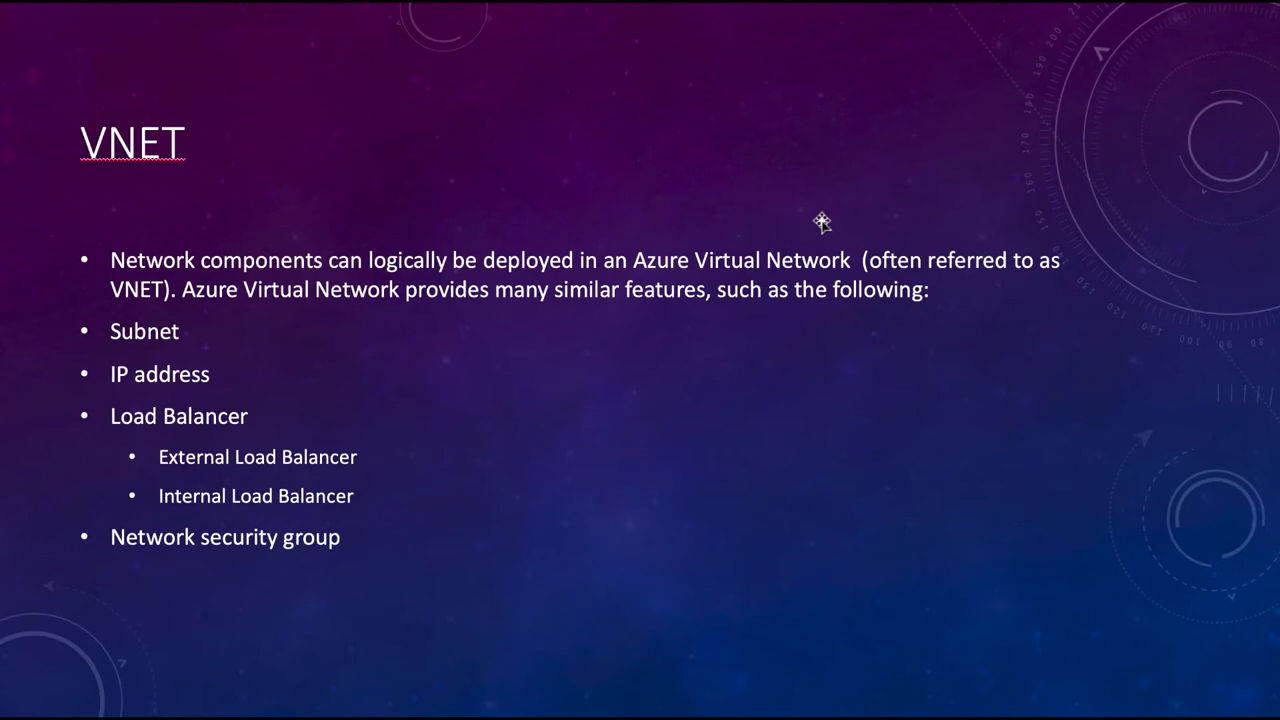 VNET
• Network components can logically be deployed in an Azure Virtual Network (often referred to as
VNET). Azure Virtual Network provides many similar features, such as the following:
• Subnet
• IP address
• Load Balancer
• External Load Balancer
• Internal Load Balancer
• Network security group